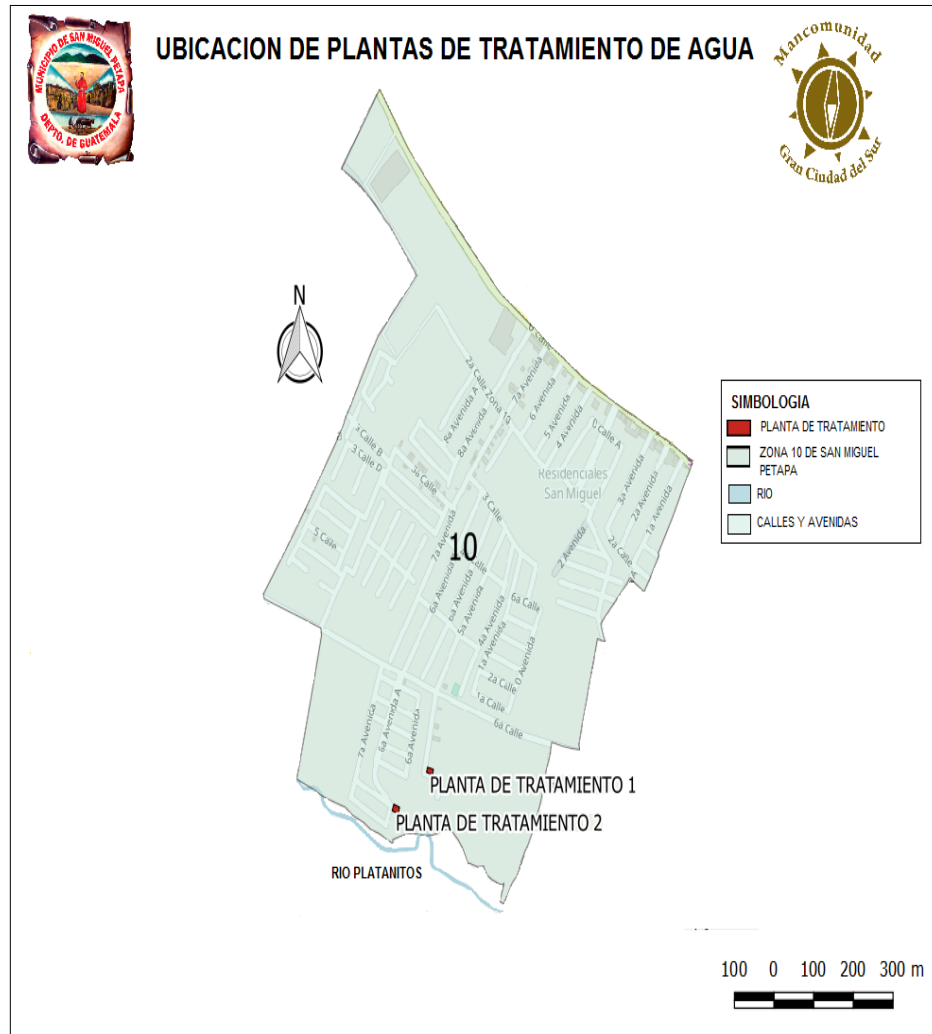 MUNICIPIO DE SAN MIGUEL PETAPA
DEPTO. DE GUATEMALA
UBICACION DE PLANTAS DE TRATAMIENTO DE AGUA
Mancomunidad
Gran Ciudad del Sur
N
2a Calle Zona 10
8a Avenida A
8a Avenida
7a Avenida
6 Avenida
5 Avenida
4 Avenida
0 Calle A
3a Avenida
2a Avenida
1a Avenida
Residenciales
San Miguel
Calle B
3 Calle D
3a Calle
3 Calle
5 Calle
7a Avenida
10
Calle
2 Avenida
2a Calle A
6a Avenida
6a Avenida
5a Avenida
4a Avenida
1a Avenida
6a Calle
0 Avenida
2a Calle
1a Calle
6a Calle
7a Avenida
6a Avenida A
6a Avenida
PLANTA DE TRATAMIENTO 1
PLANTA DE TRATAMIENTO 2
RIO PLATANITOS
SIMBOLOGIA
PLANTA DE TRATAMIENTO
ZONA 10 DE SAN MIGUEL
PETAPA
RIO
CALLES Y AVENIDAS
100 0 100 200 300 m